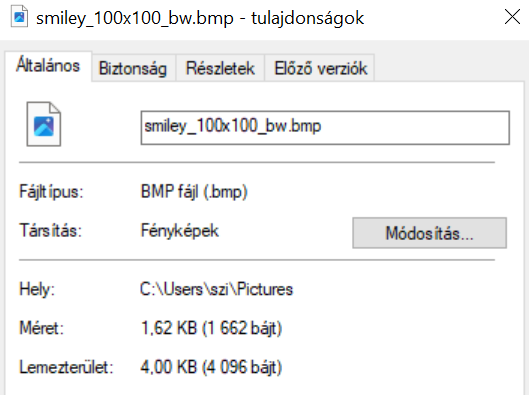 smiley_100x100_bw.bmp - tulajdonságok
Általános Biztonság Részletek Előző verziók
smiley_100x100_bw.bmp
Fájltípus: BMP fájl (.bmp)
Társítás: Fényképek Módosítás...
Hely: C:\Users\szi\Pictures
Méret: 1,62 KB (1 662 bájt)
Lemezterület: 4,00 KB (4 096 bájt)